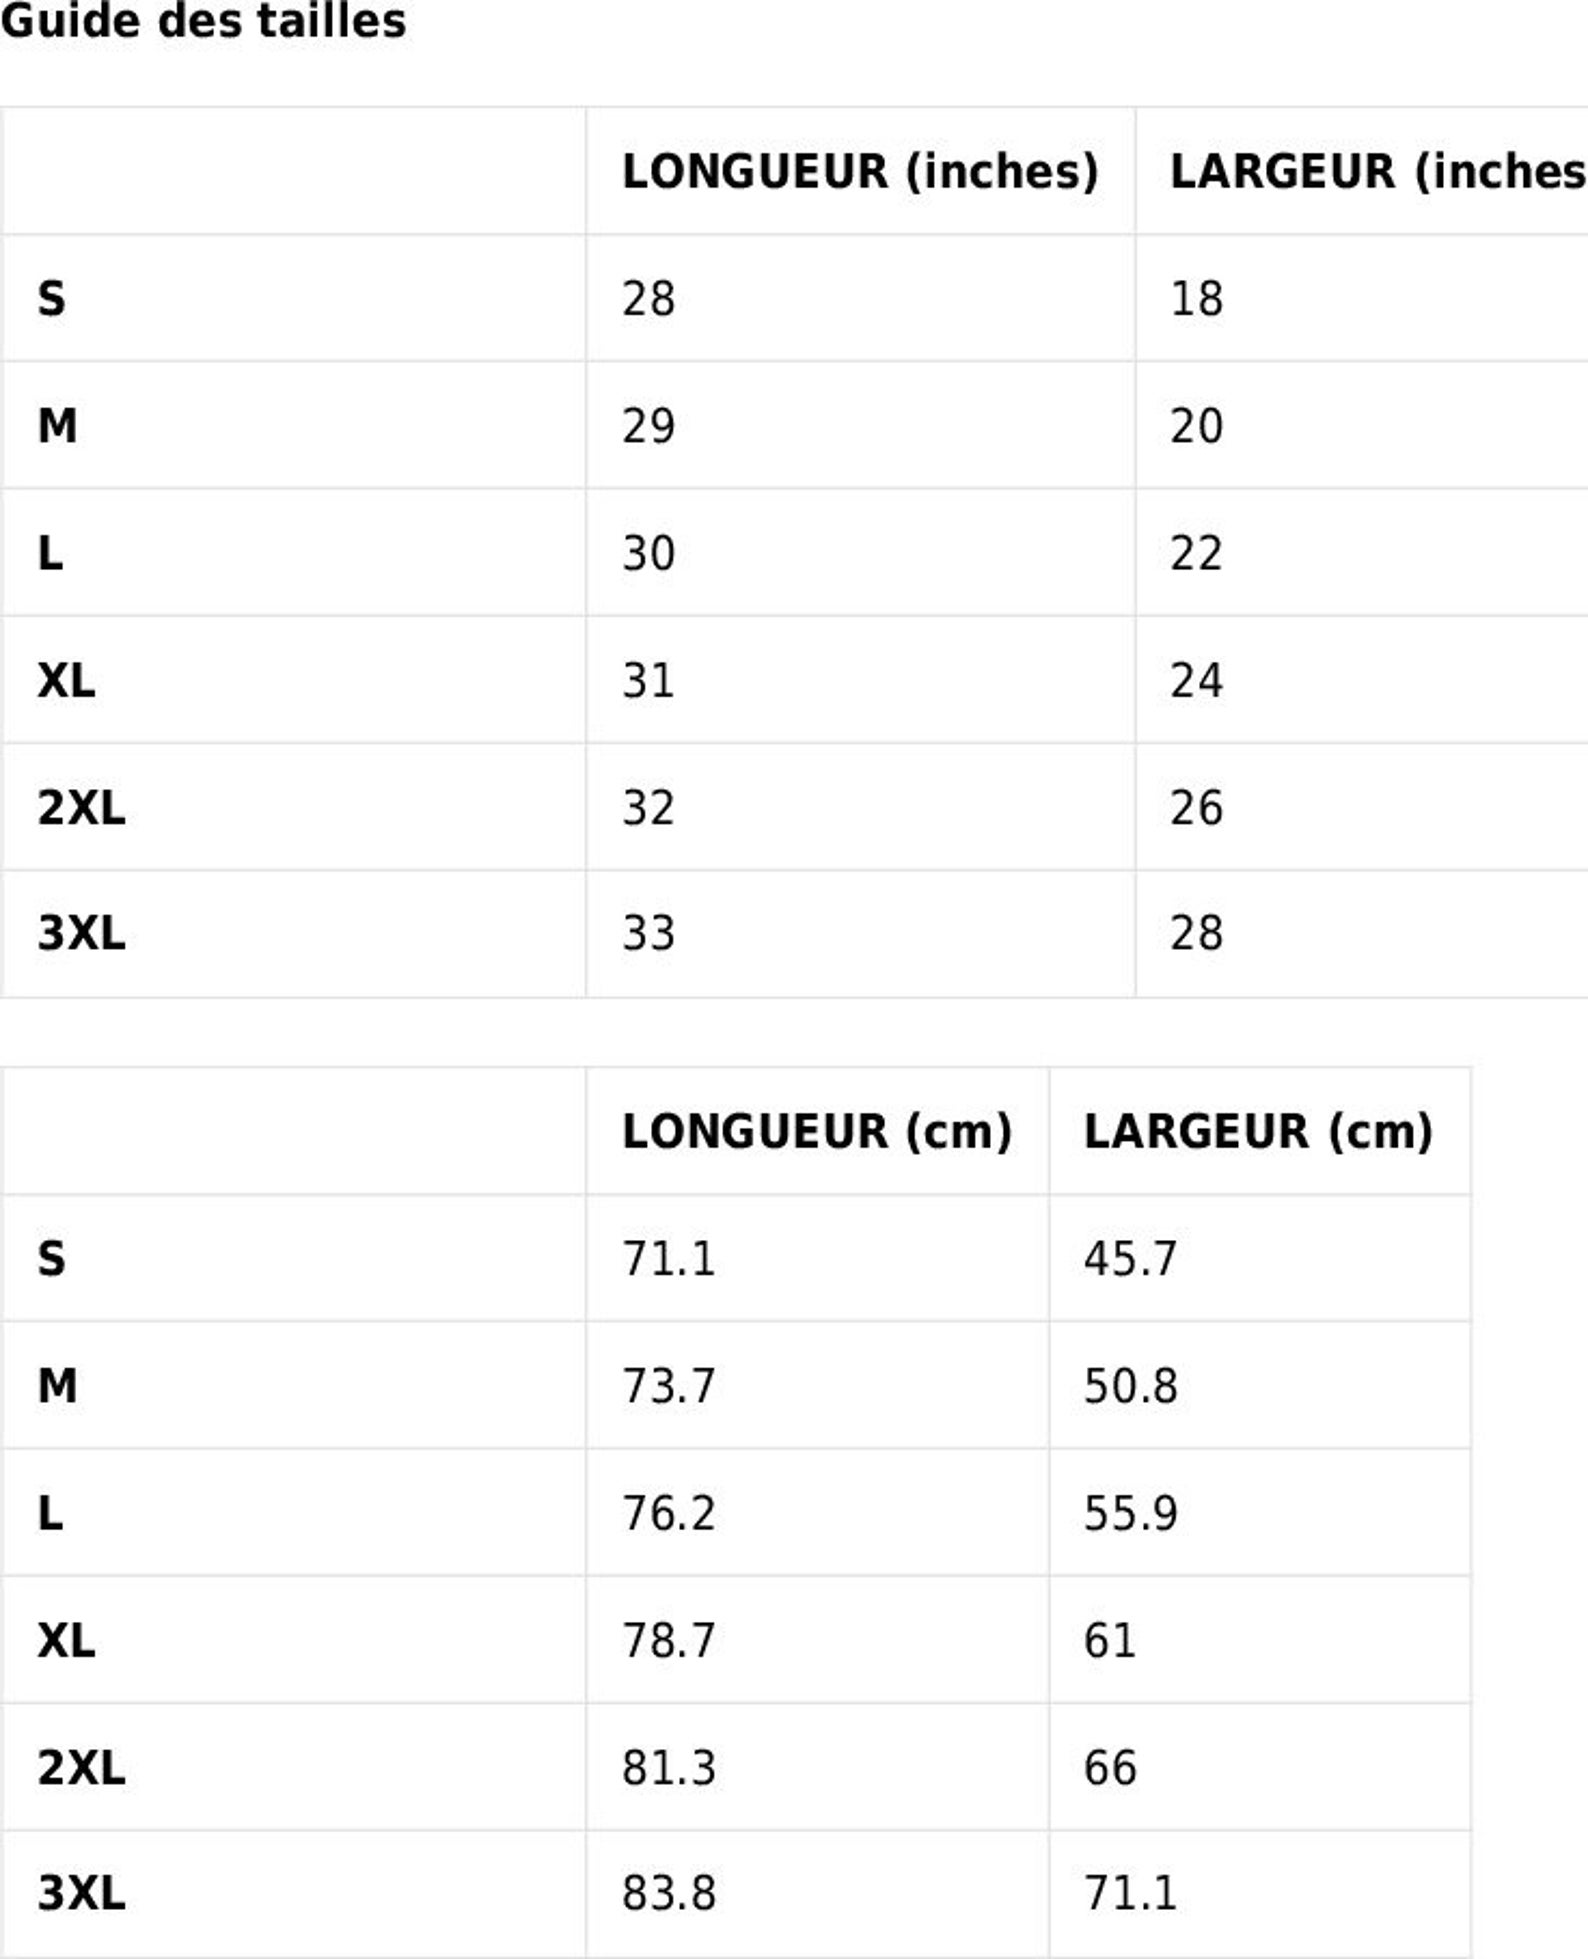 Guide des tailles
LONGUEUR (inches) LARGEUR (inches
S 28 18
M 29 20
L 30 22
XL 31 24
2XL 32 26
3XL 33 28
LONGUEUR (cm) LARGEUR (cm)
S 71.1 45.7
M 73.7 50.8
L 76.2 55.9
XL 78.7 61
2XL 81.3 66
3XL 83.8 71.1